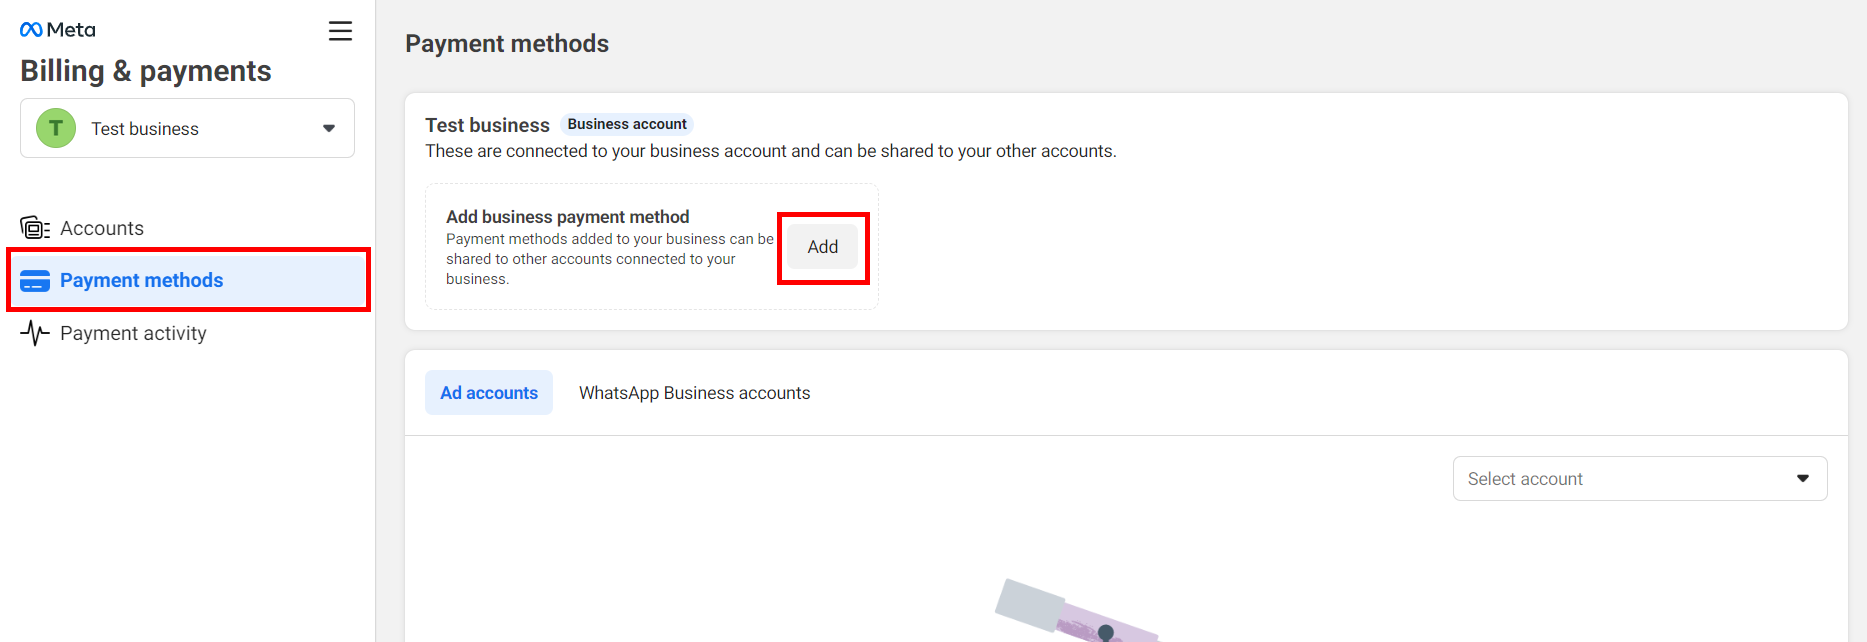 Meta
Billing & payments
T
Test business
Accounts
Payment methods
Payment activity
Payment methods
Test business Business account
These are connected to your business account and can be shared to your other accounts.
Add business payment method
Payment methods added to your business can be
shared to other accounts connected to your
business.
Add
Ad accounts WhatsApp Business accounts
Select account